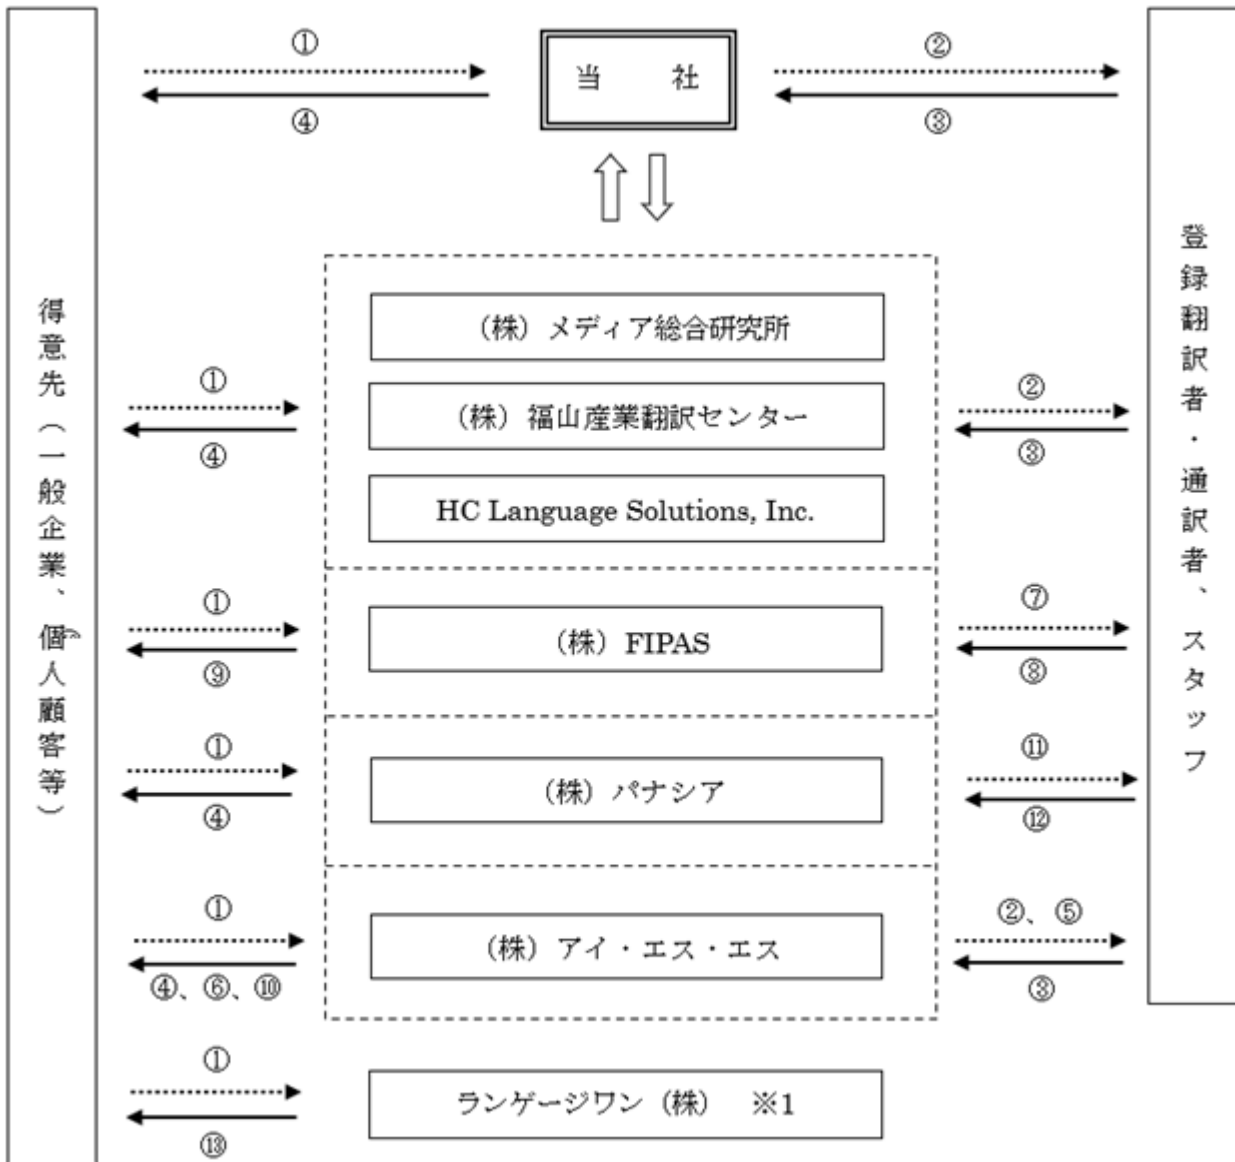 ①
②
当 社
④
③
得意先（一般企業、個人顧客等）
登録翻訳者・通訳者、スタッフ
（株）メディア総合研究所
①
②
（株）福山産業翻訳センター
④
③
HC Language Solutions, Inc.
①
⑦
（株）FIPAS
⑨
⑧
①
⑪
（株）パナシア
④
⑫
①
②、⑤
（株）アイ・エス・エス
④、⑥、⑩
③
①
ランゲージワン（株） ※1
⑬